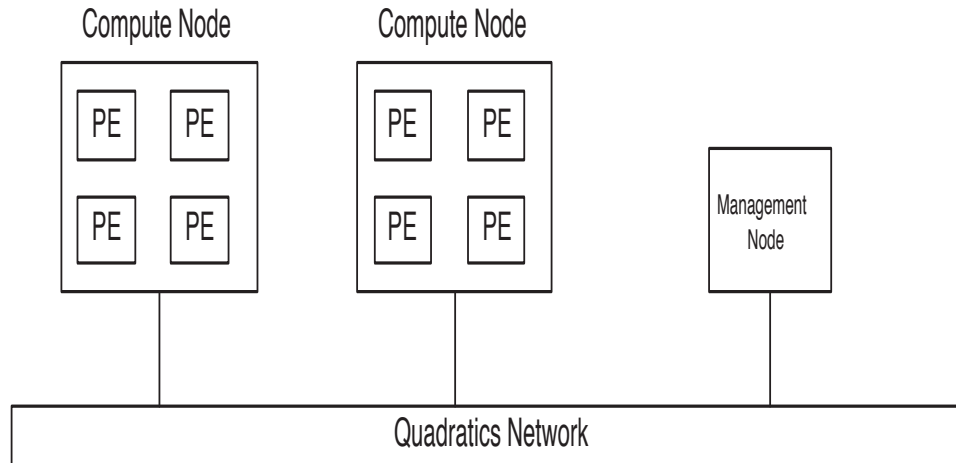 Compute Node
Compute Node
PE PE
PE PE
PE PE
PE PE
Management
Node
Quadratics Network